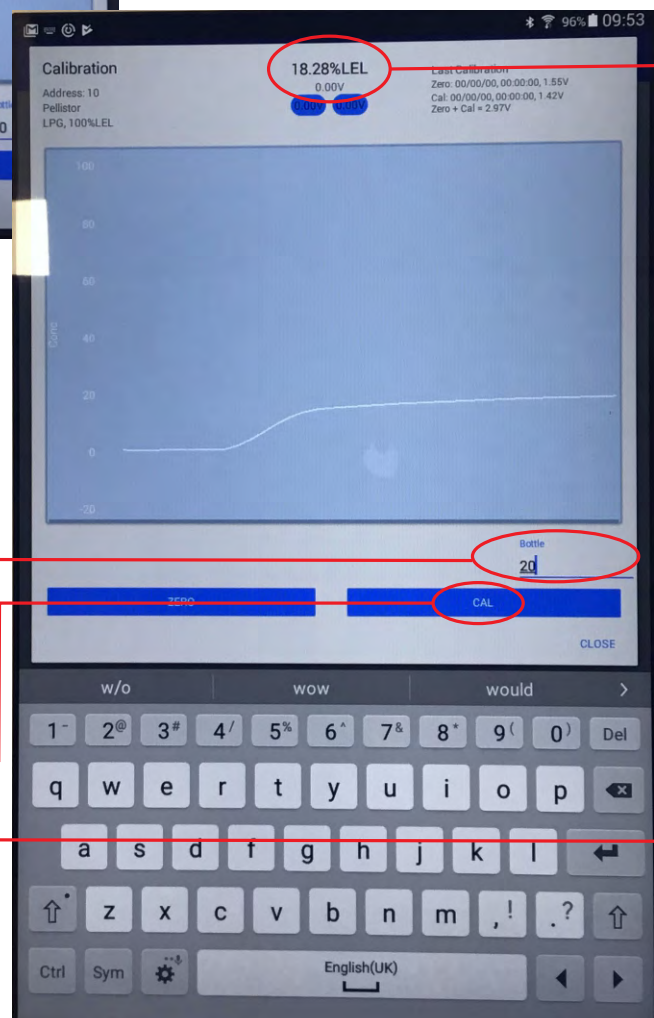 96% 09:53
Calibration
18.28%LEL
Last Calibration
Address: 10
0.00V
Zero: 00/00/00, 00:00:00, 1.55V
Pellistor
0.00V 0.00V
Cal: 00/00/00, 00:00:00, 1.42V
LPG, 100%LEL
Zero + Cal = 2.97V
0
100
80
60
Conc
40
20
0
-20
Bottle
20
ZERO
CAL
CLOSE
w/o wow would >
1 - 2 @ 3 # 4 / 5 % 6 ^ 7 & 8 * 9 ( 0 ) Del
q w e r t y u i o p
a s d f g h j k l
z x c v b n m , ! . ?
Ctrl Sym English(UK)